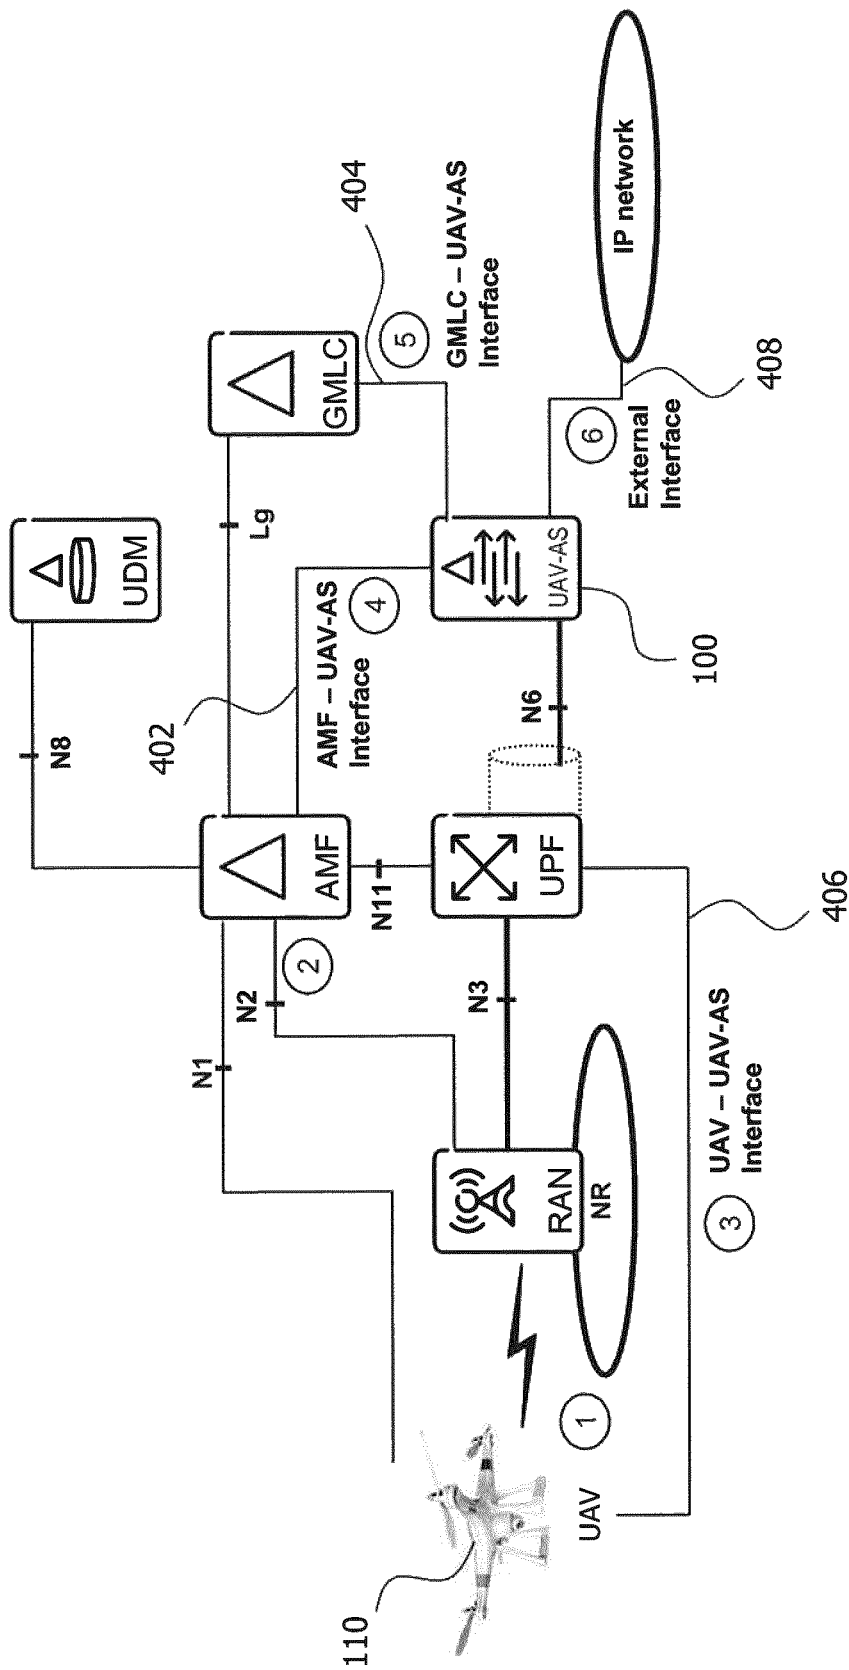 UDM
N8
404
GMLC
Lg
5
GMLC – UAV-AS
Interface
402
AMF – UAV-AS
Interface
4
IP network
408
6
External
Interface
UAV-AS
100
N6
AMF
N11
UPF
406
N1
N2
2
N3
RAN
NR
UAV – UAV-AS
Interface
3
1
UAV
110